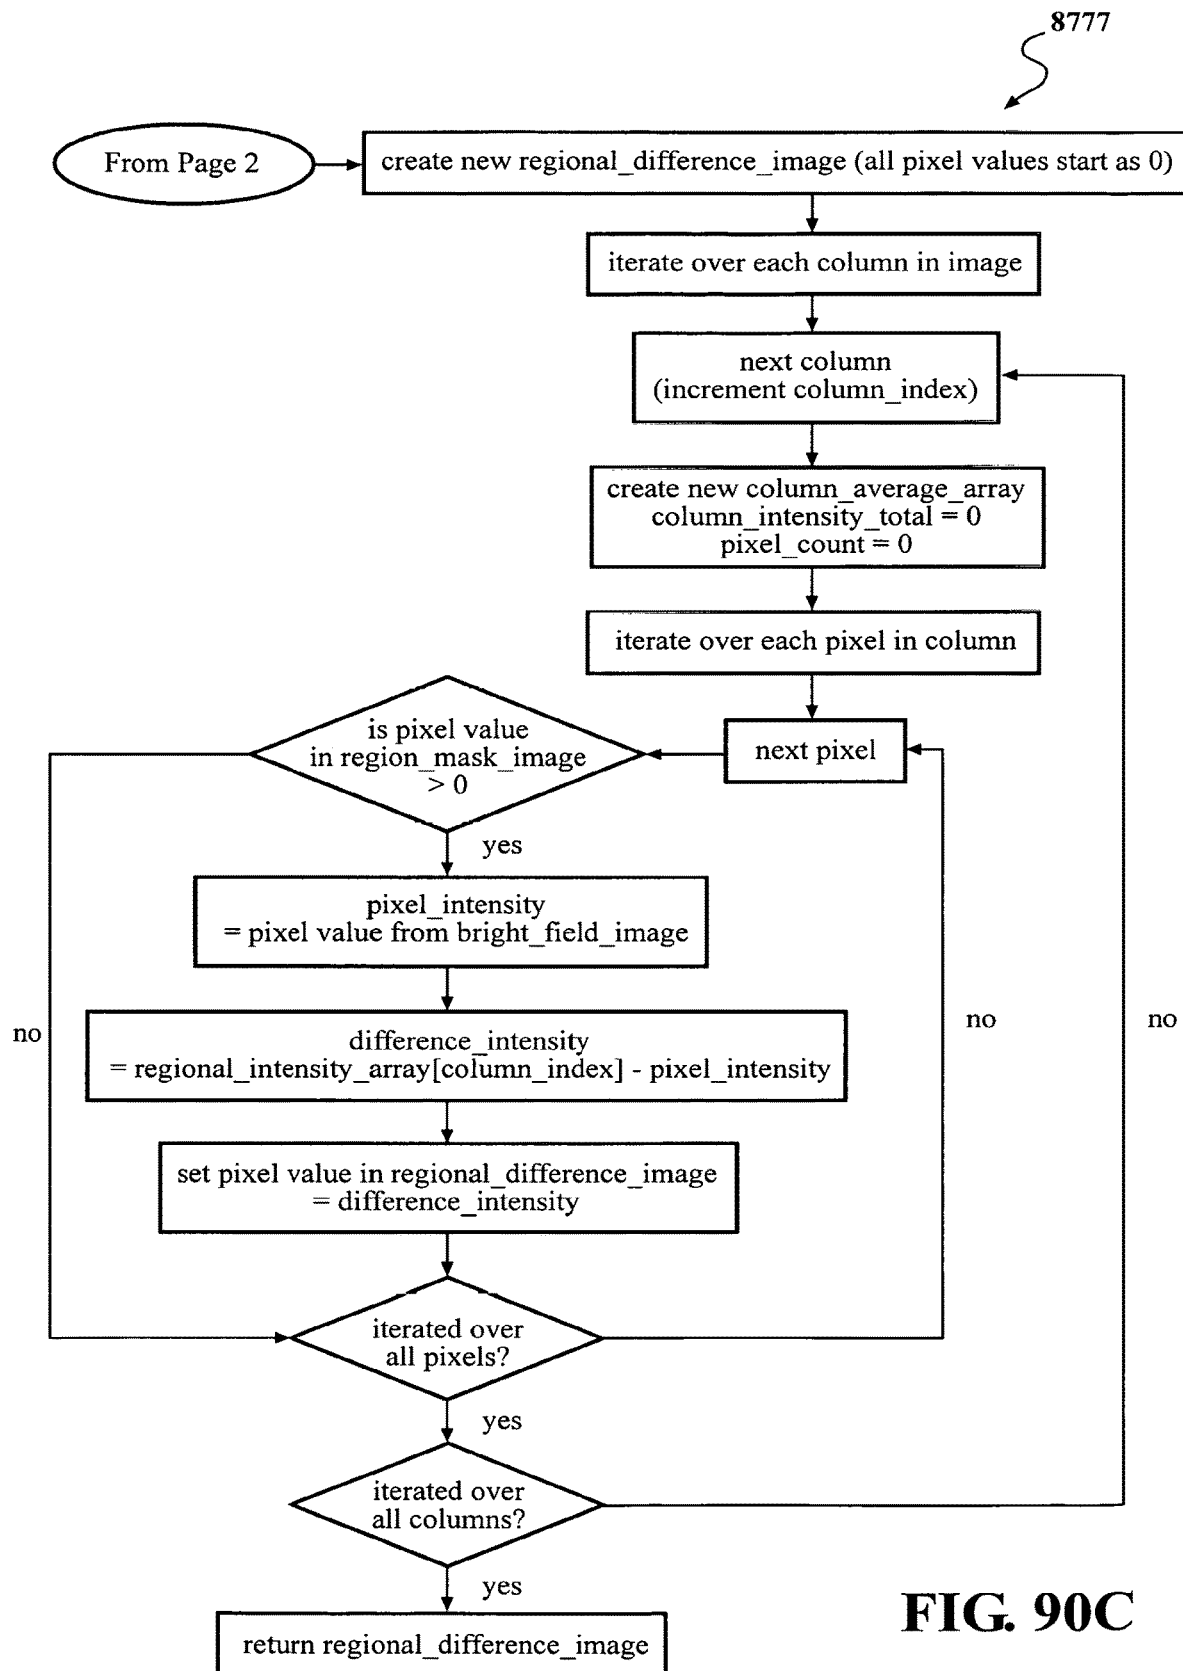 8777
From Page 2
create new regional_difference_image (all pixel values start as 0)
iterate over each column in image
next column
(increment column_index)
create new column_average_array
column_intensity_total = 0
pixel_count = 0
iterate over each pixel in column
next pixel
is pixel value
in region_mask_image
> 0
yes
pixel_intensity
= pixel value from bright_field_image
no
difference_intensity
= regional_intensity_array[column_index] - pixel_intensity
no
no
set pixel value in regional_difference_image
= difference_intensity
iterated over
all pixels?
yes
iterated over
all columns?
yes
return regional_difference_image
FIG. 90C